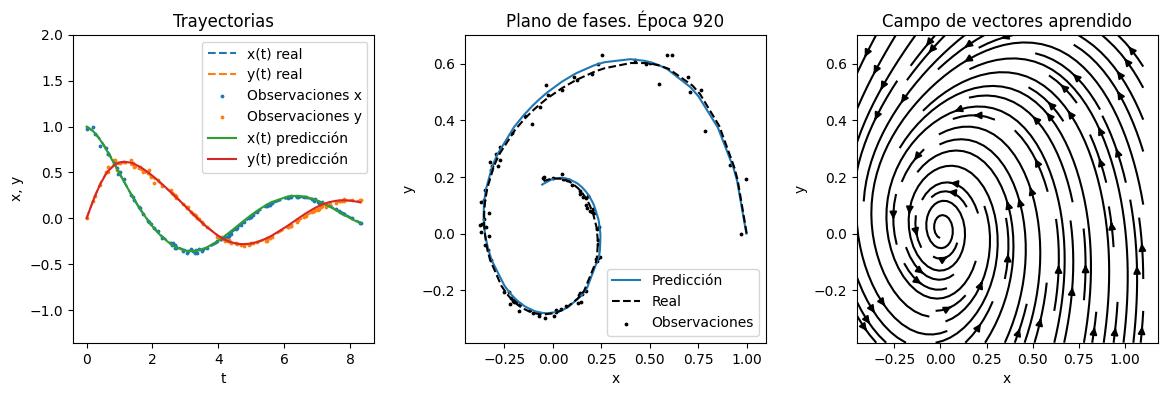 Trayectorias
2.0
1.5
1.0
0.5
0.0
−0.5
−1.0
x, y
0 2 4 6 8
t
x(t) real
y(t) real
Observaciones x
Observaciones y
x(t) predicción
y(t) predicción
Plano de fases. Época 920
0.6
0.4
0.2
0.0
−0.2
y
−0.25 0.00 0.25 0.50 0.75 1.00
x
Predicción
Real
Observaciones
Campo de vectores aprendido
0.6
0.4
0.2
0.0
−0.2
y
−0.25 0.00 0.25 0.50 0.75 1.00
x